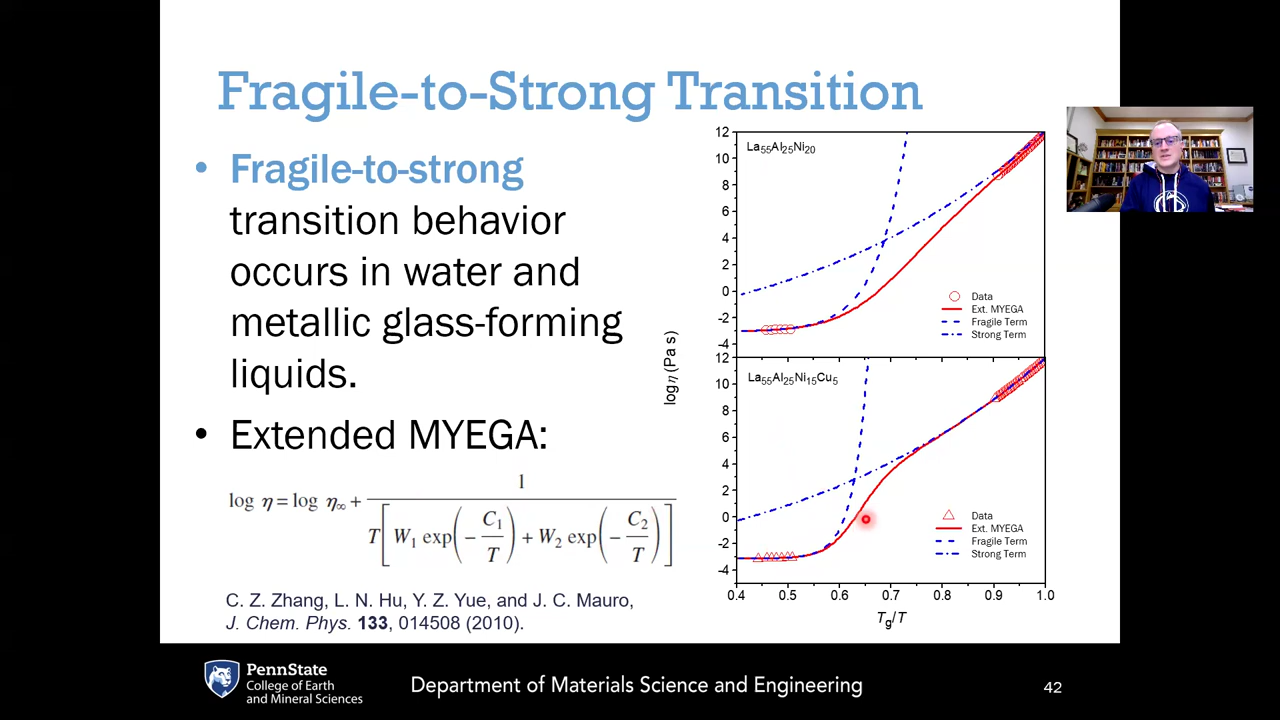 Fragile-to-Strong Transition
• Fragile-to-strong
transition behavior
occurs in water and
metallic glass-forming
liquids.
• Extended MYEGA:
log η = log η∞ + 1 / T[ W1 exp(− C1/T) + W2 exp(− C2/T) ]
C. Z. Zhang, L. N. Hu, Y. Z. Yue, and J. C. Mauro,
J. Chem. Phys. 133, 014508 (2010).
log η (Pa s)
12
10
8
6
4
2
0
-2
-4
La55Al25Ni20
Data
Ext. MYEGA
Fragile Term
Strong Term
12
10
8
6
4
2
0
-2
-4
La55Al25Ni15Cu5
Data
Ext. MYEGA
Fragile Term
Strong Term
0.4 0.5 0.6 0.7 0.8 0.9 1.0
Tg/T
PennState
College of Earth
and Mineral Sciences
Department of Materials Science and Engineering
42